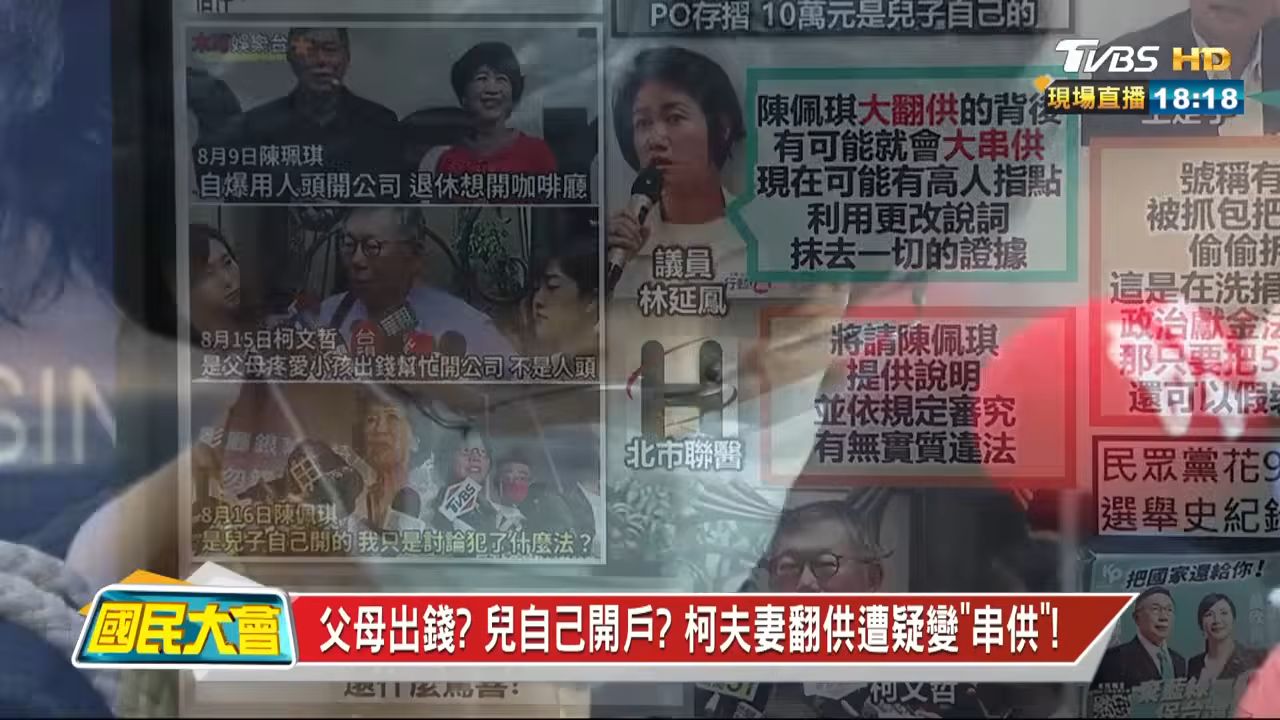 PO存摺 10萬元是兒子自己的
TVBS HD
現場直播 18:18
8月9日陳珮琪
自爆用人頭開公司 退休想開咖啡廳
8月15日柯文哲
是父母疼愛小孩出錢幫忙開公司 不是人頭
TVBS
8月16日陳佩琪
是兒子自己開的 我只是討論犯了什麼法?
議員
林延鳳
陳佩琪大翻供的背後
有可能就會大串供
現在可能有高人指點
利用更改說詞
抹去一切的證據
北市聯醫
將請陳佩琪
提供說明
並依規定審究
有無實質違法
號稱有
被抓包把
偷偷
這是在洗捐
政治獻金
那只要把5
還可以假
民眾黨花9
選舉史紀
KP
把國家還給你!
國民大會
父母出錢? 兒自己開戶? 柯夫妻翻供遭疑變"串供"!
柯文哲
SIN